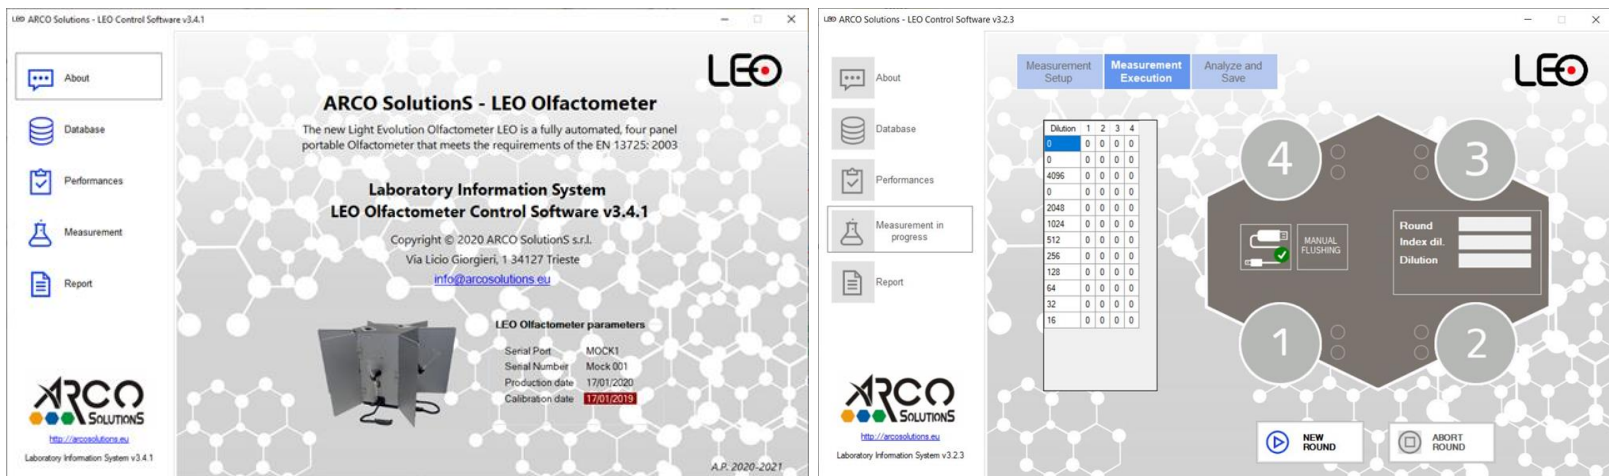 LEO ARCO Solutions - LEO Control Software v3.4.1
About
Database
Performances
Measurement
Report
LEO
ARCO SolutionS - LEO Olfactometer
The new Light Evolution Olfactometer LEO is a fully automated, four panel
portable Olfactometer that meets the requirements of the EN 13725: 2003
Laboratory Information System
LEO Olfactometer Control Software v3.4.1
Copyright © 2020 ARCO SolutionS s.r.l.
Via Licio Giorgieri, 1 34127 Trieste
info@arcosolutions.eu
LEO Olfactometer parameters
Serial Port MOCK1
Serial Number Mock 001
Production date 17/01/2020
Calibration date 17/01/2019
ARCO
SOLUTIONS
http://arcosolutions.eu
Laboratory Information System v3.4.1
A.P. 2020-2021
LEO ARCO Solutions - LEO Control Software v3.2.3
About
Database
Performances
Measurement in
progress
Report
Measurement
Setup
Measurement
Execution
Analyze and
Save
LEO
Dilution 1 2 3 4
0 0 0 0 0
0 0 0 0 0
4096 0 0 0 0
0 0 0 0 0
2048 0 0 0 0
1024 0 0 0 0
512 0 0 0 0
256 0 0 0 0
128 0 0 0 0
64 0 0 0 0
32 0 0 0 0
16 0 0 0 0
4
3
MANUAL
FLUSHING
Round
Index dil.
Dilution
1
2
NEW
ROUND
ABORT
ROUND
ARCO
SOLUTIONS
http://arcosolutions.eu
Laboratory Information System v3.2.3